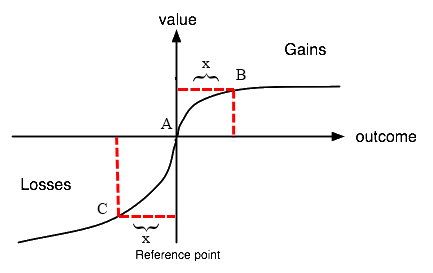 value
Gains
x
B
A
outcome
Losses
C
x
Reference point